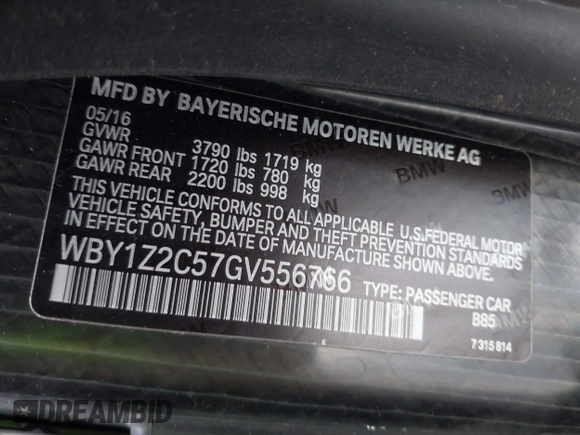 MFD BY BAYERISCHE MOTOREN WERKE AG
05/16
GVWR 3790 lbs 1719 kg
GAWR FRONT 1720 lbs 780 kg
GAWR REAR 2200 lbs 998 kg
THIS VEHICLE CONFORMS TO ALL APPLICABLE U.S.FEDERAL MOTOR
VEHICLE SAFETY, BUMPER AND THEFT PREVENTION STANDARDS
IN EFFECT ON THE DATE OF MANUFACTURE SHOWN ABOVE.
WBY1Z2C57GV556766 TYPE: PASSENGER CAR
B85
7 315 814
BMW
BMW
BMW
BMW
DREAMBID